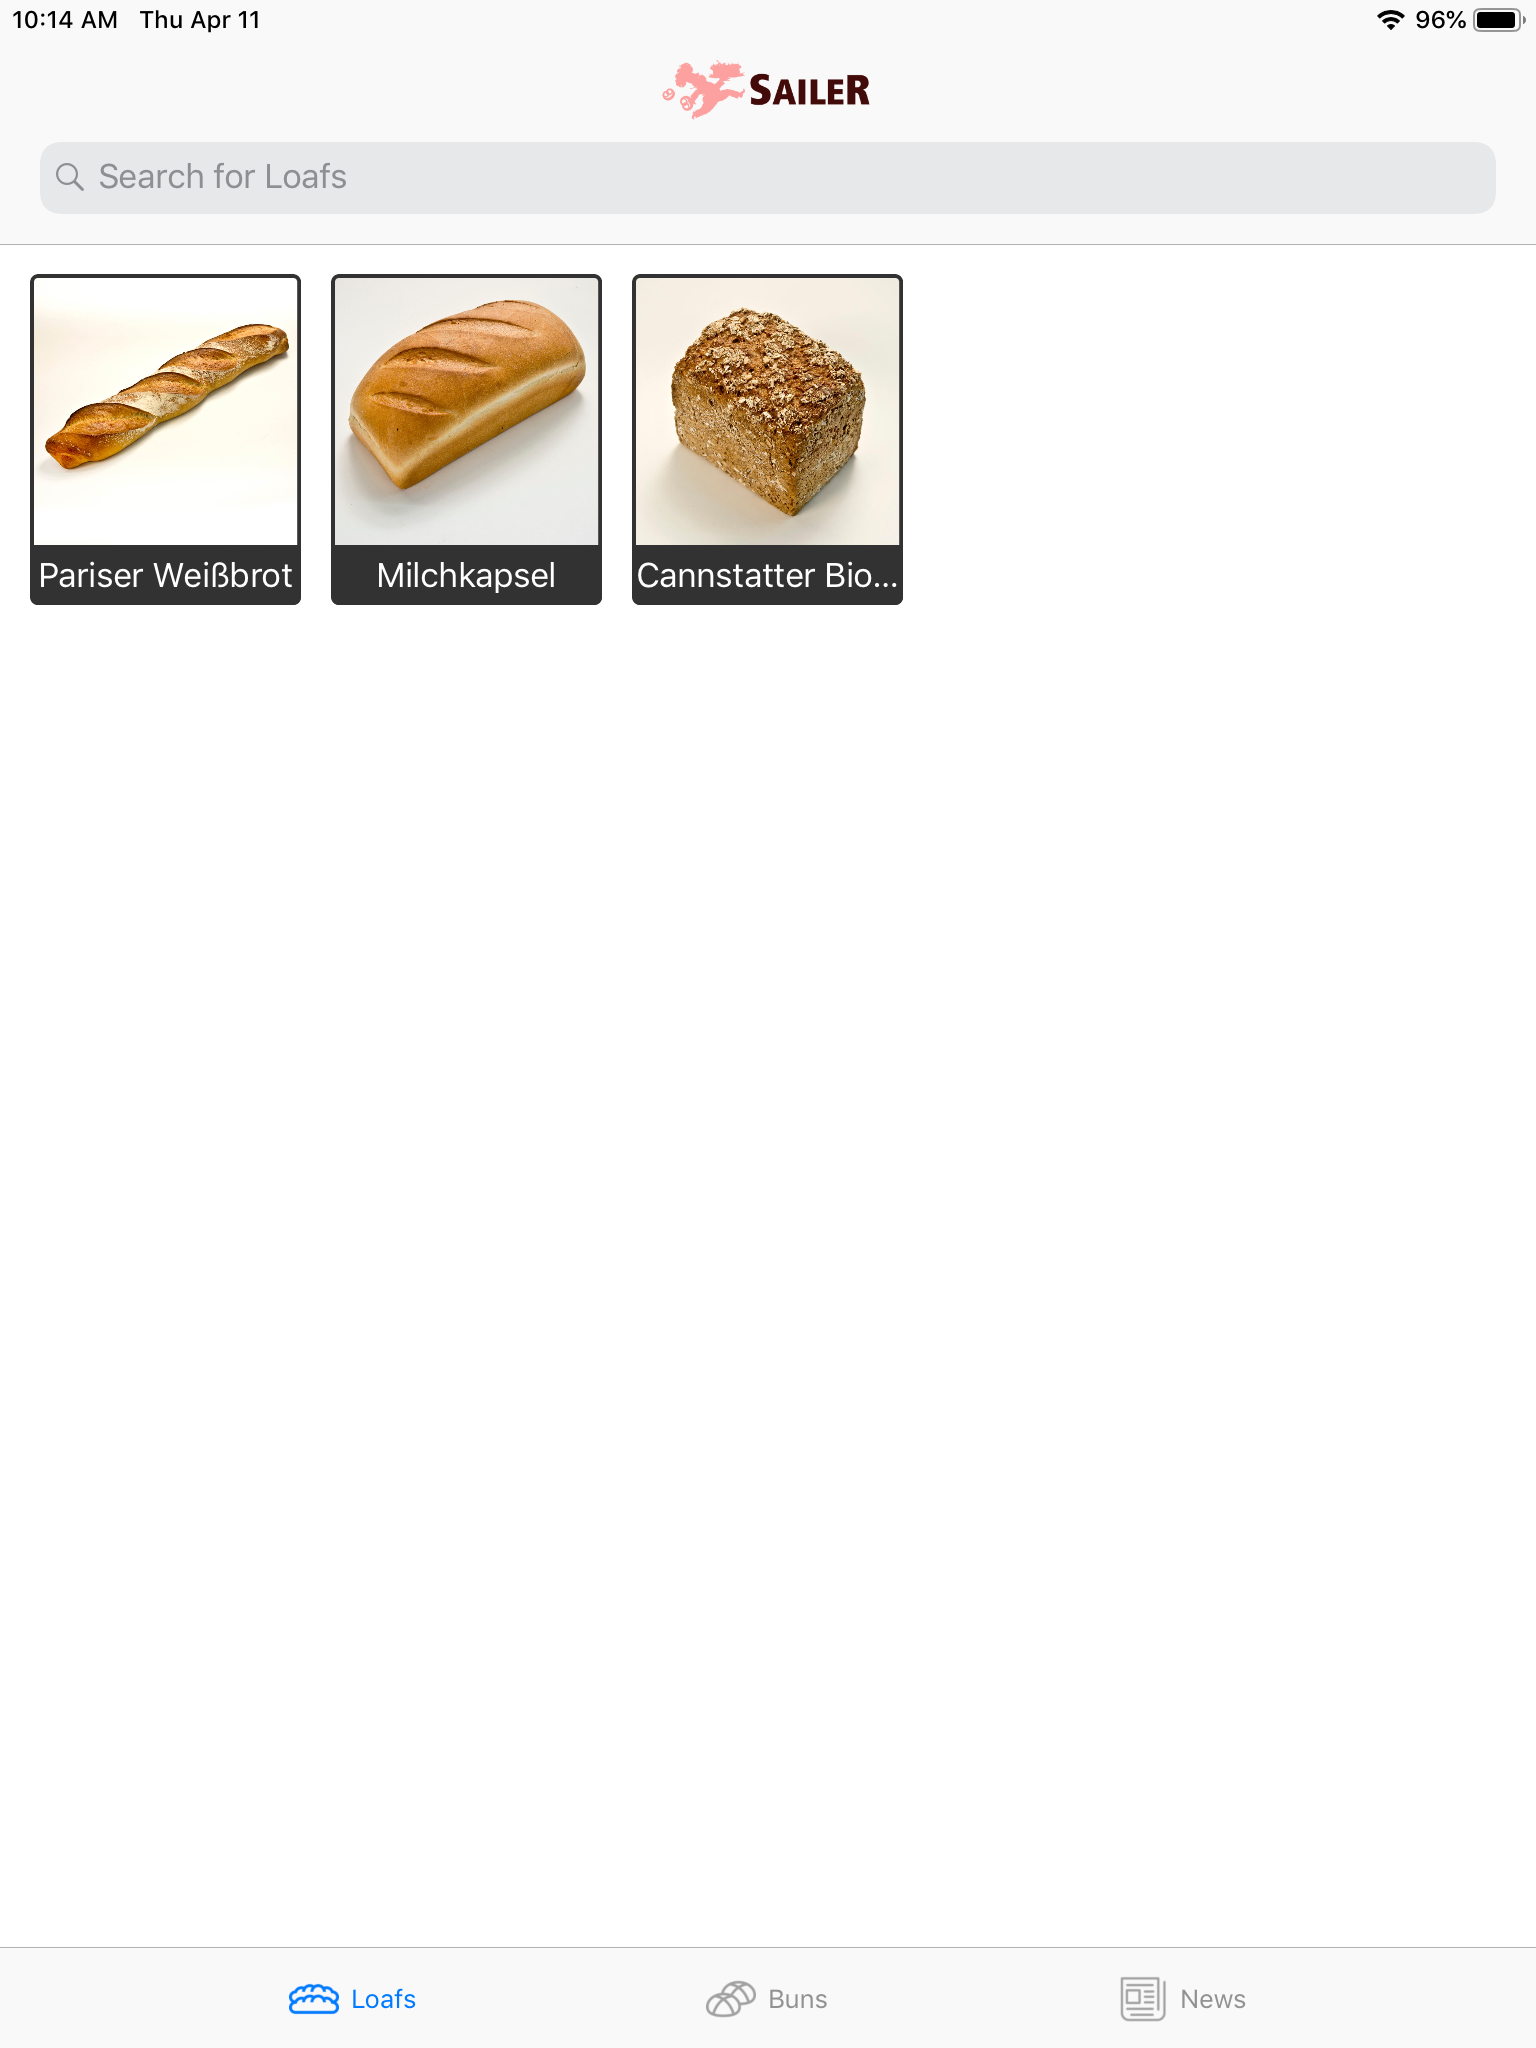 10:14 AM Thu Apr 11 96%
SAILER
Search for Loafs
Pariser Weißbrot Milchkapsel Cannstatter Bio...
Loafs Buns News